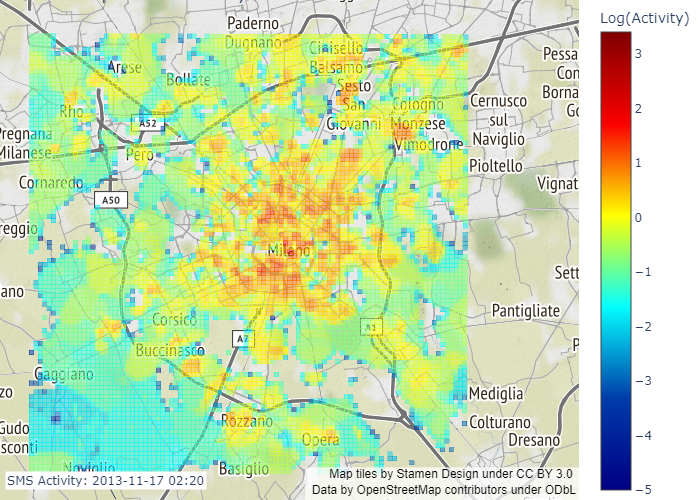 Log(Activity)
3
2
1
0
−1
−2
−3
−4
−5
Paderno
Dugnano
Cinisello
Balsamo
Arese
Bollate
Sesto
San
Giovanni
Rho
Cologno
Monzese
Cernusco
sul
Naviglio
Pessa
Borna
A52
Pregnana
Milanese
Pero
Vimodrone
Pioltello
Cornaredo
Vignat
A50
reggio
Milano
Sett
ano
Pantigliate
Corsico
A7
A1
Buccinasco
Gaggiano
Mediglia
Rozzano
Colturano
Opera
Dresano
Gudo
sconti
Noviglio
Basiglio
SMS Activity: 2013-11-17 02:20
Map tiles by Stamen Design under CC BY 3.0
Data by OpenStreetMap contributors under ODbL